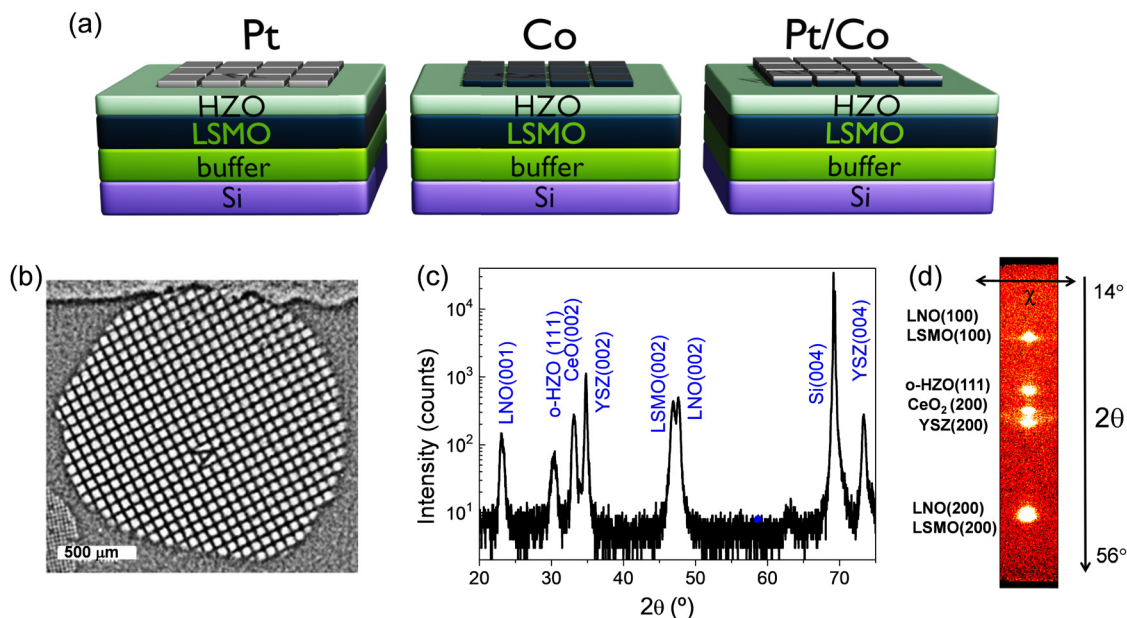 (a)
Pt
Co
Pt/Co
HZO
LSMO
buffer
Si
HZO
LSMO
buffer
Si
HZO
LSMO
buffer
Si
(b)
500 μm
(c)
Intensity (counts)
10⁴
10³
10²
10¹
LNO(001)
o-HZO (111)
CeO(002)
YSZ(002)
LSMO(002)
LNO(002)
Si(004)
YSZ(004)
20
30
40
50
60
70
2θ (º)
(d)
χ
14°
LNO(100)
LSMO(100)
o-HZO(111)
CeO₂(200)
YSZ(200)
2θ
LNO(200)
LSMO(200)
56°